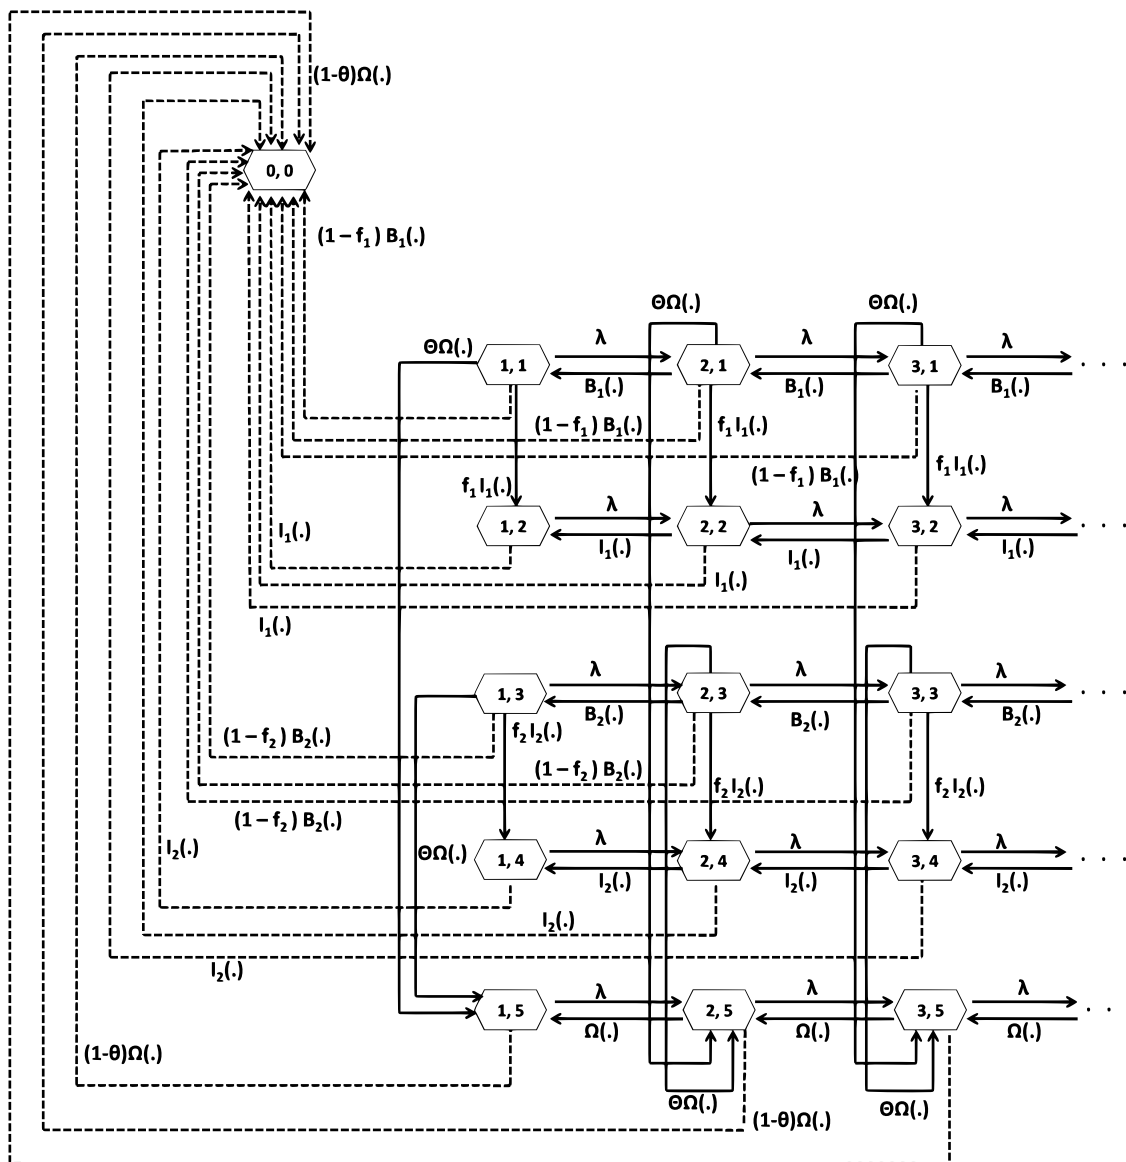 (1-θ)Ω(.)
0, 0
(1 – f₁ ) B₁(.)
ΘΩ(.) ΘΩ(.)
ΘΩ(.) λ λ λ
1, 1 2, 1 3, 1 . . .
B₁(.) B₁(.) B₁(.)
(1 – f₁ ) B₁(.) f₁ I₁(.)
(1 – f₁ ) B₁(.) f₁ I₁(.)
f₁ I₁(.)
λ λ λ
I₁(.) 1, 2 2, 2 3, 2 . . .
I₁(.) I₁(.) I₁(.)
I₁(.)
I₁(.)
λ λ λ
1, 3 2, 3 3, 3 . . .
B₂(.) B₂(.) B₂(.)
(1 – f₂ ) B₂(.) f₂ I₂(.)
(1 – f₂ ) B₂(.) f₂ I₂(.) f₂ I₂(.)
(1 – f₂ ) B₂(.)
λ λ λ
I₂(.) ΘΩ(.) 1, 4 2, 4 3, 4 . . .
I₂(.) I₂(.) I₂(.)
I₂(.)
I₂(.)
λ λ λ
1, 5 2, 5 3, 5 . . .
Ω(.) Ω(.) Ω(.)
(1-θ)Ω(.)
ΘΩ(.) ΘΩ(.)
(1-θ)Ω(.)